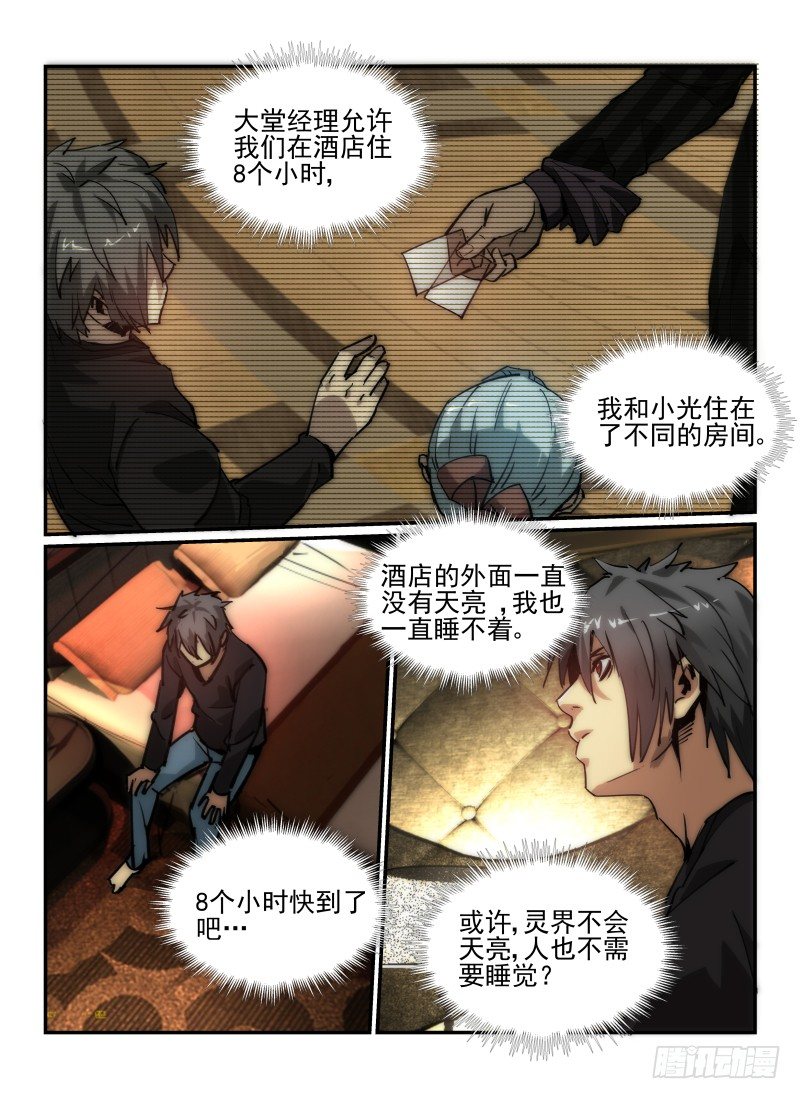 大堂经理允许
我们在酒店住
8个小时,
我和小光住在
了不同的房间。
酒店的外面一直
没有天亮 ,我也
一直睡不着。
8个小时快到了
吧…
或许,灵界不会
天亮,人也不需
要睡觉?
腾讯动漫